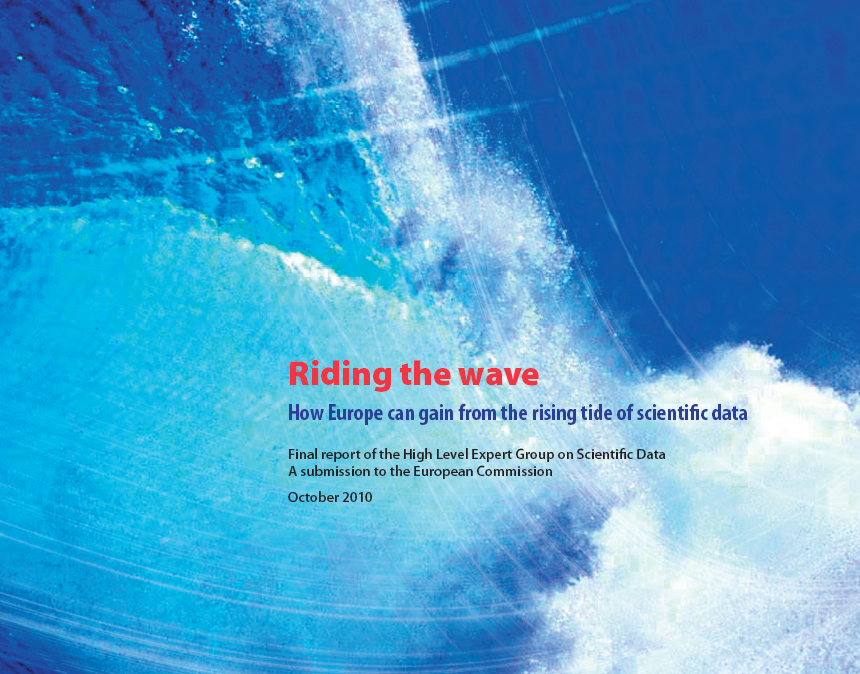 Riding the wave
How Europe can gain from the rising tide of scientific data
Final report of the High Level Expert Group on Scientific Data
A submission to the European Commission
October 2010